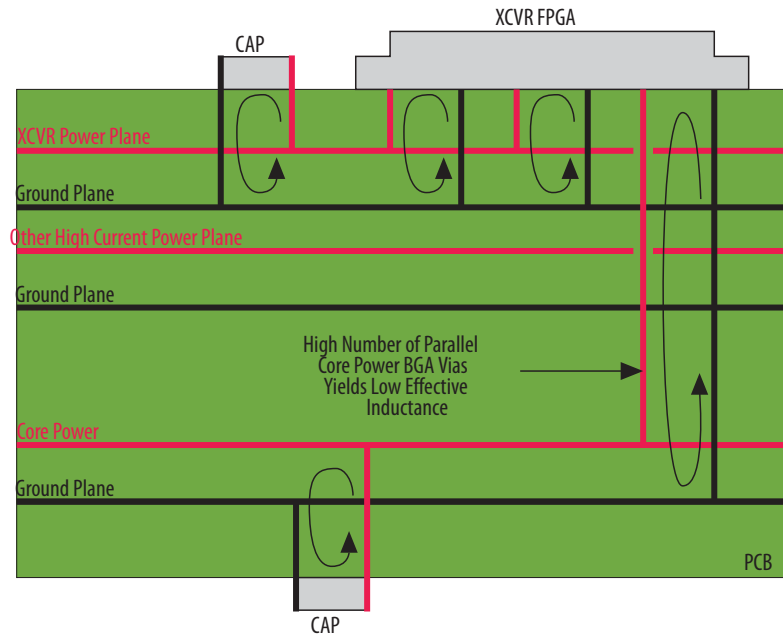 XCVR FPGA
CAP
XCVR Power Plane
Ground Plane
Other High Current Power Plane
Ground Plane
High Number of Parallel
Core Power BGA Vias
Yields Low Effective
Inductance
Core Power
Ground Plane
PCB
CAP